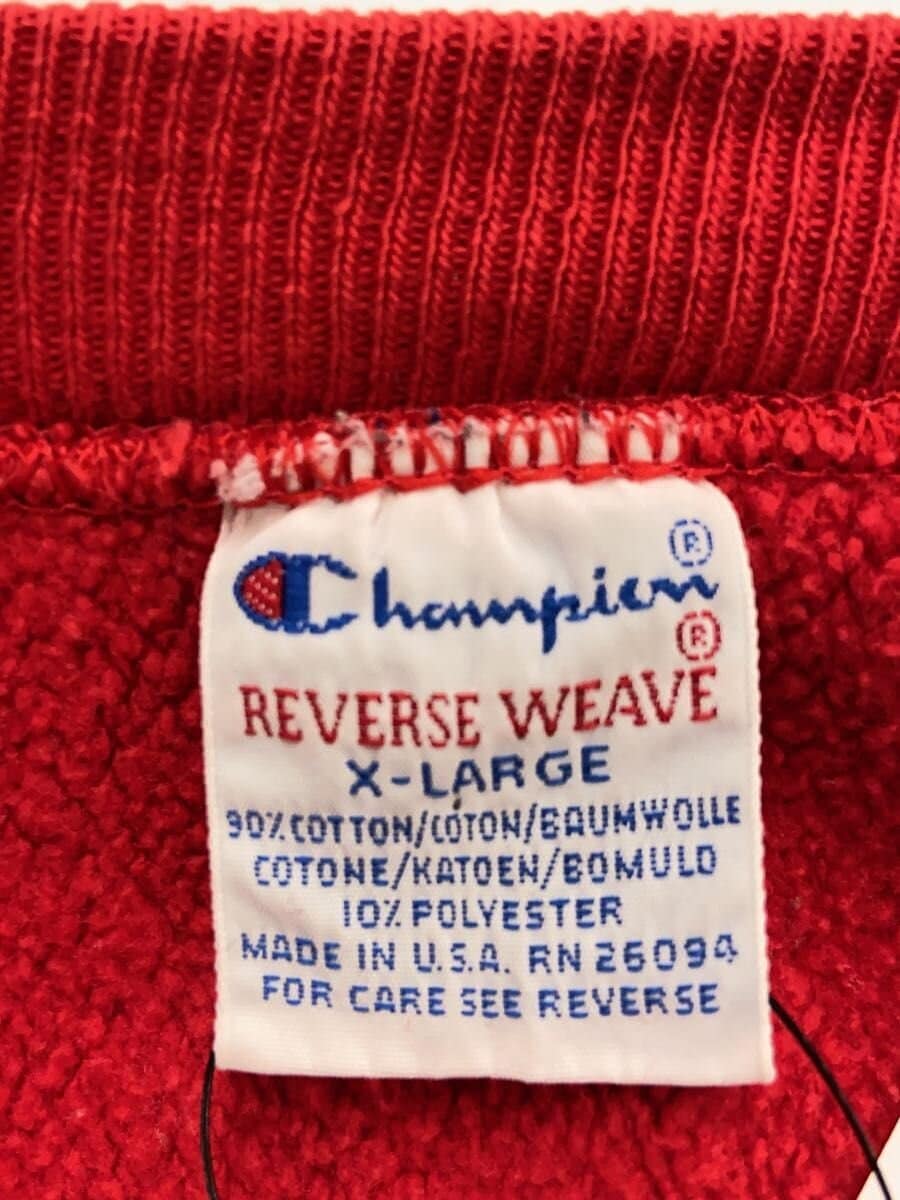 Champion®
®
REVERSE WEAVE
X-LARGE
90% COTTON/COTON/BAUMWOLLE
COTONE/KATOEN/BOMULD
10% POLYESTER
MADE IN U.S.A. RN 26094
FOR CARE SEE REVERSE